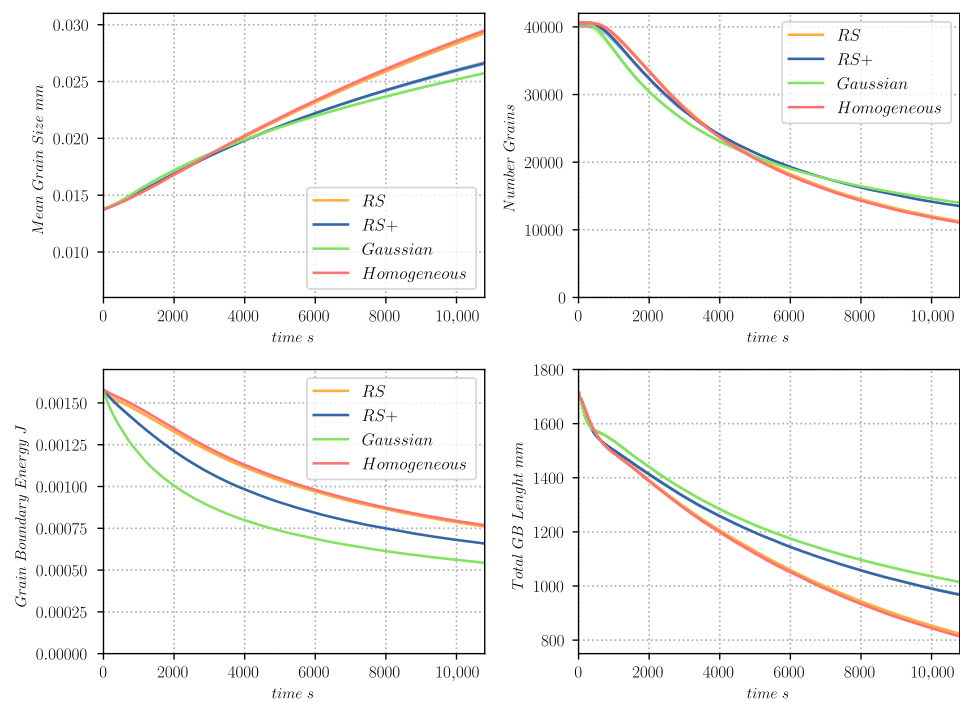 0.030
0.025
0.020
0.015
0.010
Mean Grain Size mm
0 2000 4000 6000 8000 10,000
time s
RS
RS+
Gaussian
Homogeneous
40000
30000
20000
10000
0
Number Grains
0 2000 4000 6000 8000 10,000
time s
RS
RS+
Gaussian
Homogeneous
0.00150
0.00125
0.00100
0.00075
0.00050
0.00025
0.00000
Grain Boundary Energy J
0 2000 4000 6000 8000 10,000
time s
RS
RS+
Gaussian
Homogeneous
1800
1600
1400
1200
1000
800
Total GB Lenght mm
0 2000 4000 6000 8000 10,000
time s